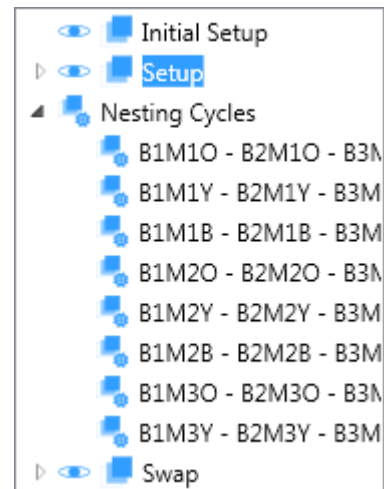 Initial Setup
Setup
Nesting Cycles
B1M1O - B2M1O - B3M
B1M1Y - B2M1Y - B3M
B1M1B - B2M1B - B3M
B1M2O - B2M2O - B3M
B1M2Y - B2M2Y - B3M
B1M2B - B2M2B - B3M
B1M3O - B2M3O - B3M
B1M3Y - B2M3Y - B3M
Swap